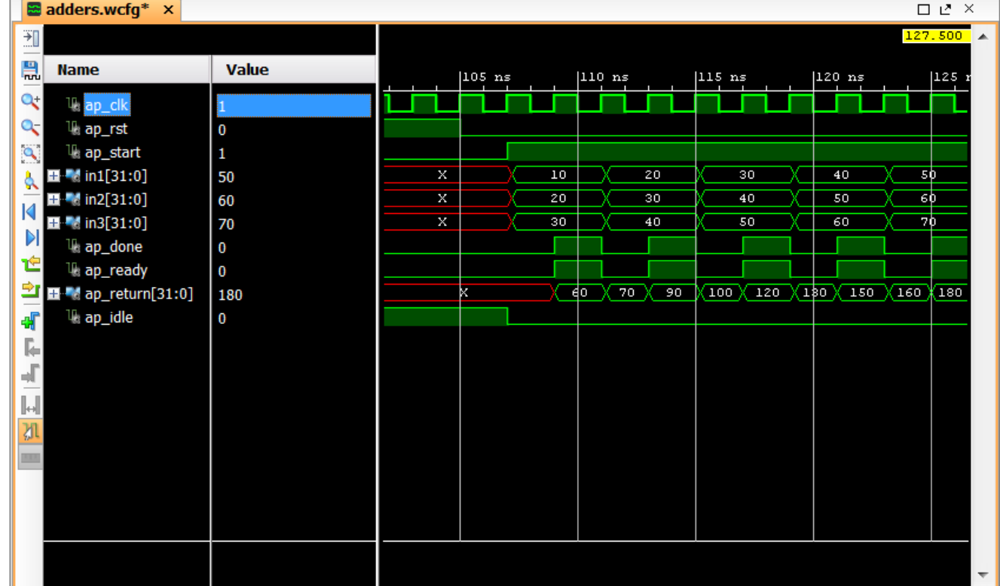 adders.wcfg*
127.500
Name Value
105 ns 110 ns 115 ns 120 ns 125 n
ap_clk 1
ap_rst 0
ap_start 1
in1[31:0] 50 X 10 20 30 40 50
in2[31:0] 60 X 20 30 40 50 60
in3[31:0] 70 X 30 40 50 60 70
ap_done 0
ap_ready 0
ap_return[31:0] 180 X 60 70 90 100 120 130 150 160 180
ap_idle 0